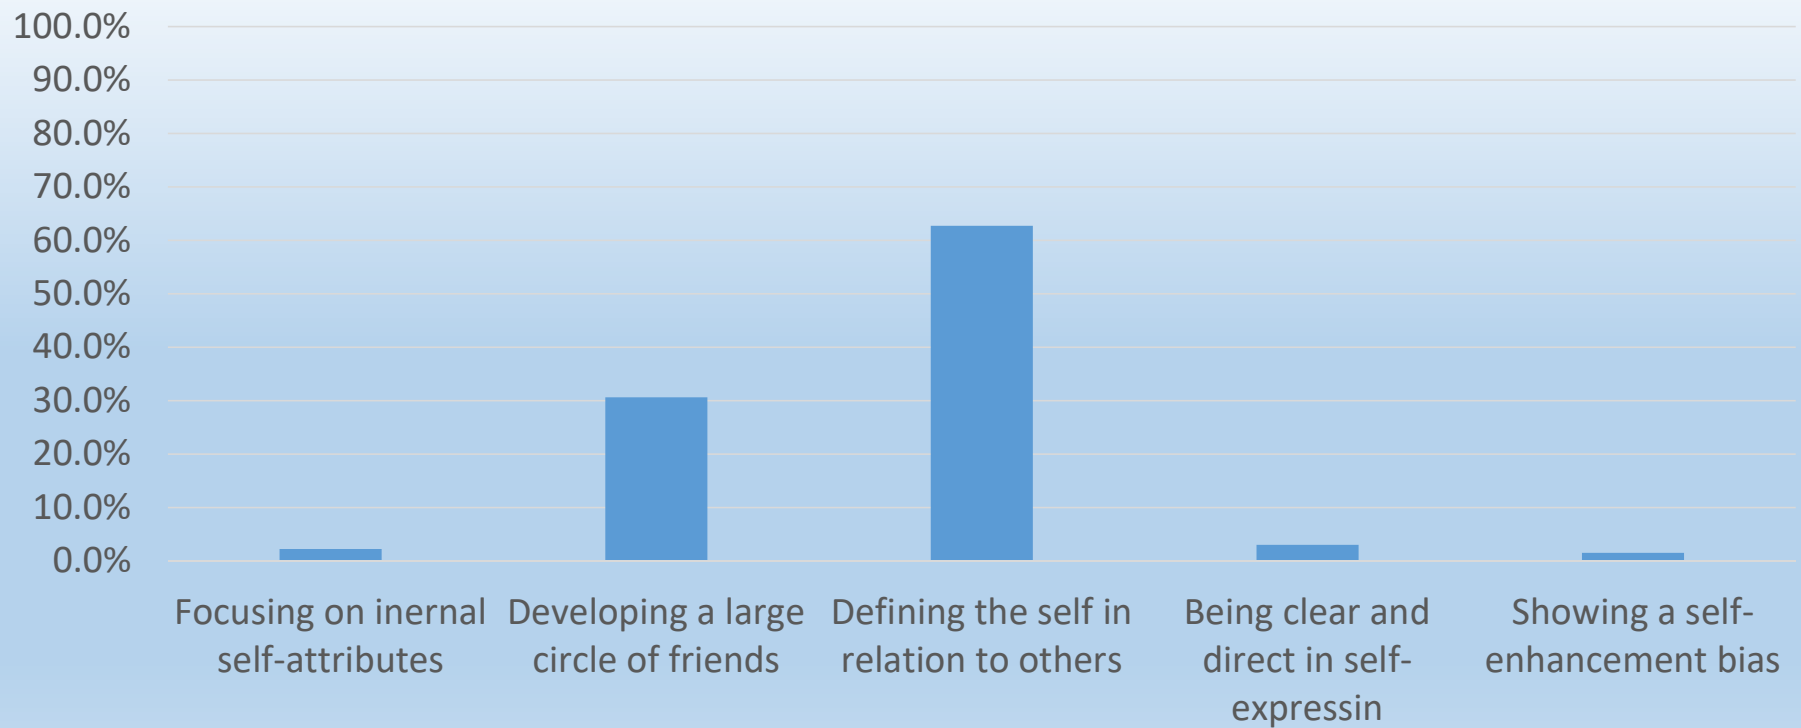 100.0%
90.0%
80.0%
70.0%
60.0%
50.0%
40.0%
30.0%
20.0%
10.0%
0.0%
Focusing on inernal
self-attributes
Developing a large
circle of friends
Defining the self in
relation to others
Being clear and
direct in self-
expressin
Showing a self-
enhancement bias